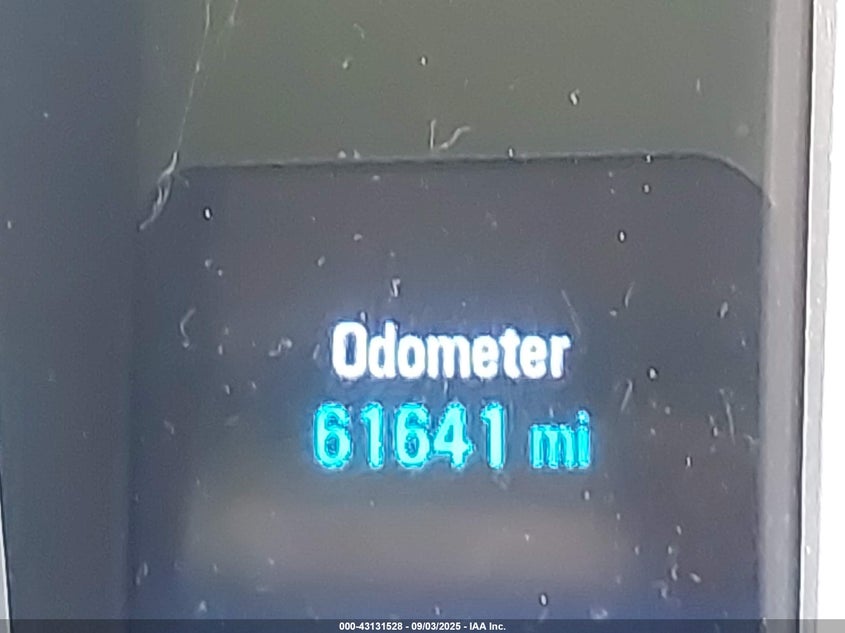 Odometer
61641 mi
000-43131528 - 09/03/2025 - IAA Inc.